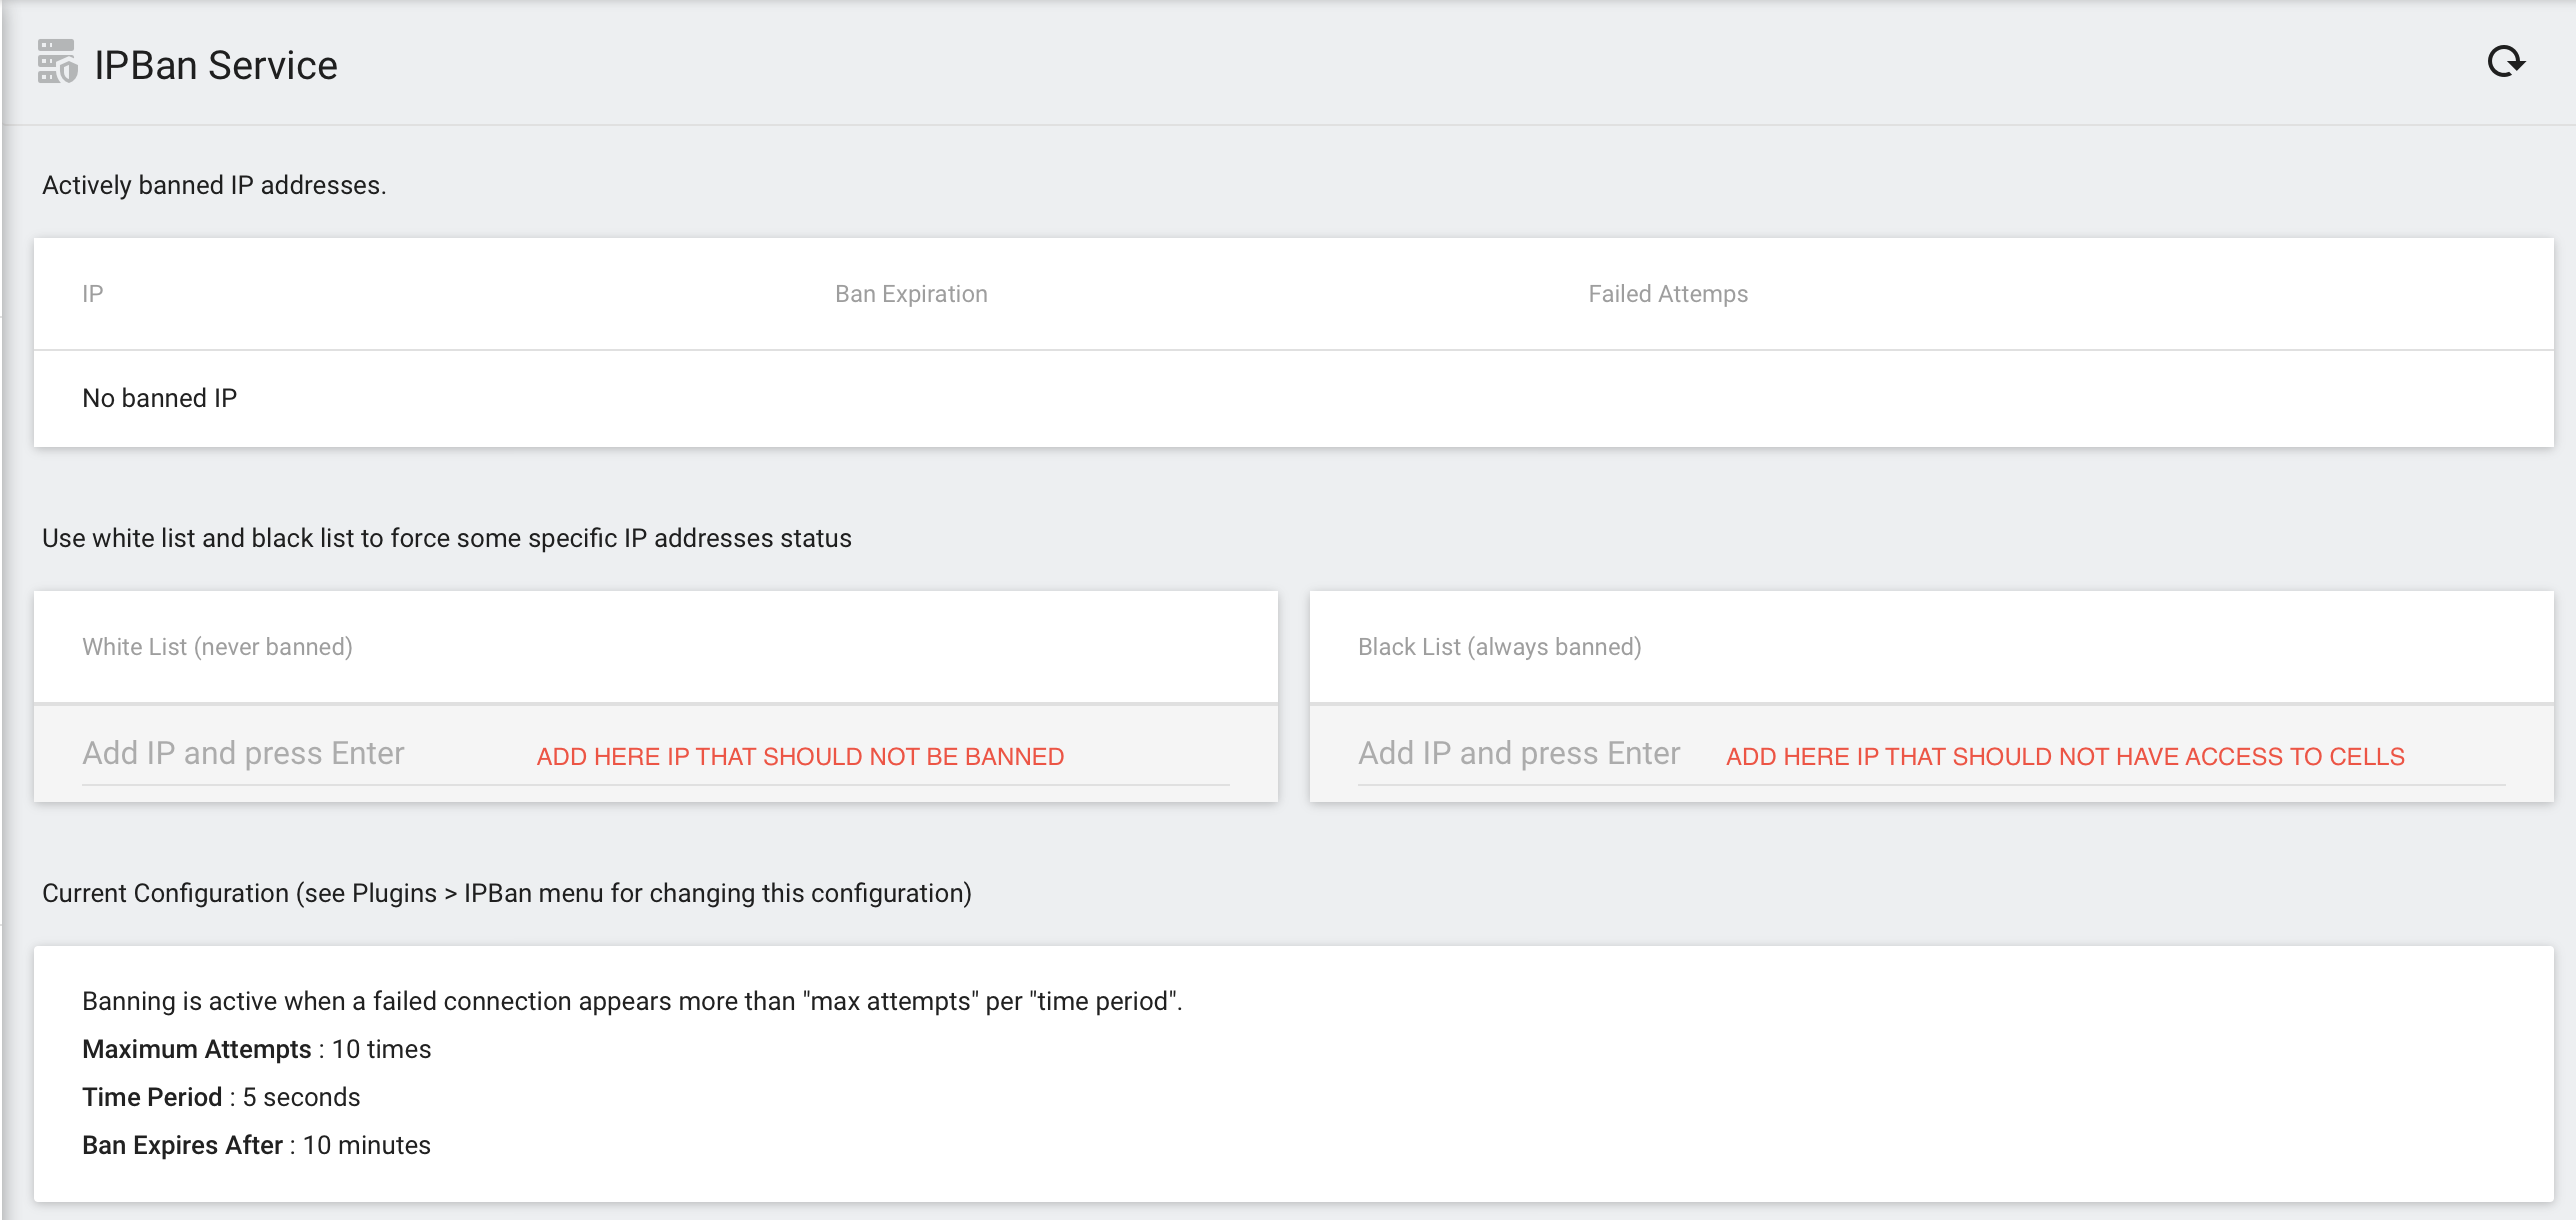 IPBan Service
Actively banned IP addresses.
IP Ban Expiration Failed Attemps
No banned IP
Use white list and black list to force some specific IP addresses status
White List (never banned)
Add IP and press Enter ADD HERE IP THAT SHOULD NOT BE BANNED
Black List (always banned)
Add IP and press Enter ADD HERE IP THAT SHOULD NOT HAVE ACCESS TO CELLS
Current Configuration (see Plugins > IPBan menu for changing this configuration)
Banning is active when a failed connection appears more than "max attempts" per "time period".
Maximum Attempts : 10 times
Time Period : 5 seconds
Ban Expires After : 10 minutes